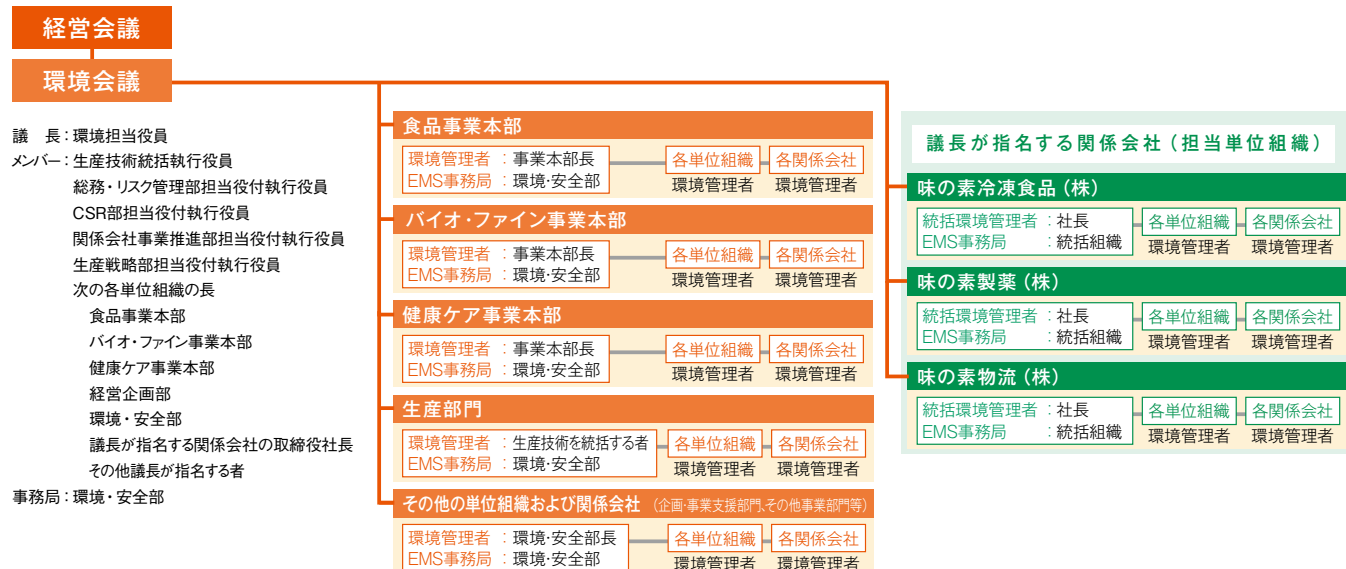 経営会議
環境会議
議　長：環境担当役員
メンバー：生産技術統括執行役員
総務・リスク管理部担当役付執行役員
CSR部担当役付執行役員
関係会社事業推進部担当役付執行役員
生産戦略部担当役付執行役員
次の各単位組織の長
食品事業本部
バイオ・ファイン事業本部
健康ケア事業本部
経営企画部
環境・安全部
議長が指名する関係会社の取締役社長
その他議長が指名する者
事務局：環境・安全部
食品事業本部
環境管理者：事業本部長
EMS事務局：環境・安全部
各単位組織 各関係会社
環境管理者 環境管理者
バイオ・ファイン事業本部
環境管理者：事業本部長
EMS事務局：環境・安全部
各単位組織 各関係会社
環境管理者 環境管理者
健康ケア事業本部
環境管理者：事業本部長
EMS事務局：環境・安全部
各単位組織 各関係会社
環境管理者 環境管理者
生産部門
環境管理者：生産技術を統括する者
EMS事務局：環境・安全部
各単位組織 各関係会社
環境管理者 環境管理者
その他の単位組織および関係会社（企画・事業支援部門、その他事業部門等）
環境管理者：環境・安全部長
EMS事務局：環境・安全部
各単位組織 各関係会社
環境管理者 環境管理者
議長が指名する関係会社（担当単位組織）
味の素冷凍食品（株）
統括環境管理者：社長
EMS事務局：統括組織
各単位組織 各関係会社
環境管理者 環境管理者
味の素製薬（株）
統括環境管理者：社長
EMS事務局：統括組織
各単位組織 各関係会社
環境管理者 環境管理者
味の素物流（株）
統括環境管理者：社長
EMS事務局：統括組織
各単位組織 各関係会社
環境管理者 環境管理者